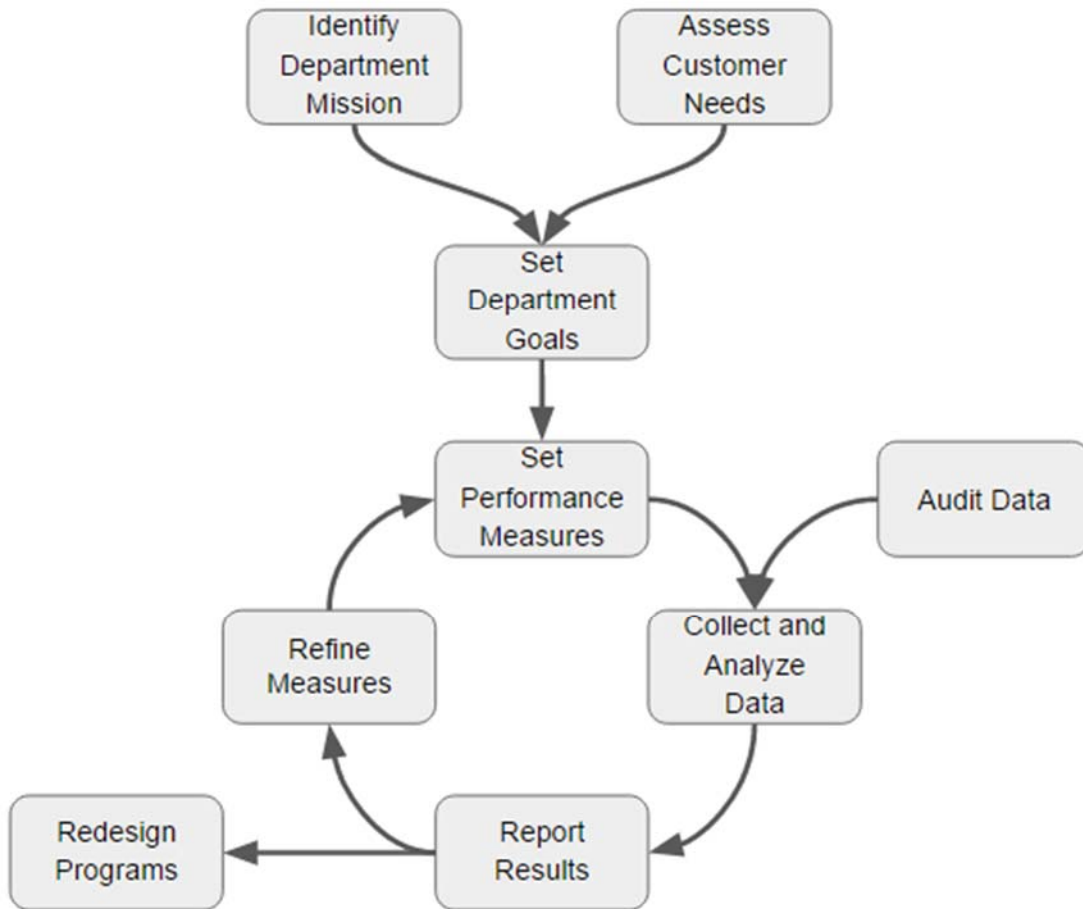 Identify
Department
Mission
Assess
Customer
Needs
Set
Department
Goals
Set
Performance
Measures
Audit Data
Refine
Measures
Collect and
Analyze
Data
Redesign
Programs
Report
Results